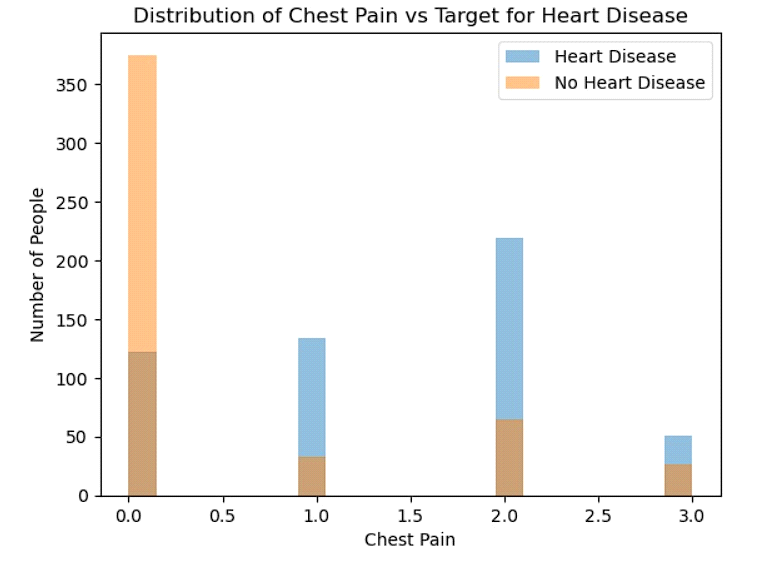 Distribution of Chest Pain vs Target for Heart Disease
Heart Disease
No Heart Disease
Number of People
350
300
250
200
150
100
50
0
0.0 0.5 1.0 1.5 2.0 2.5 3.0
Chest Pain